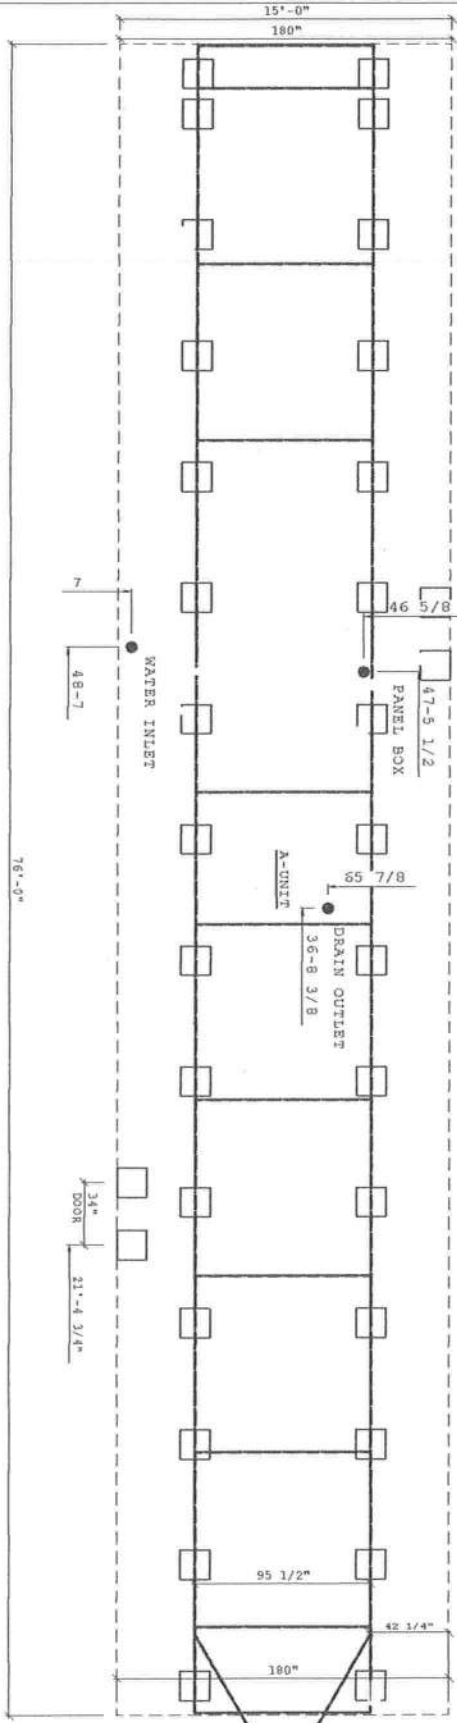 15'-0"
180"
7
48-7
WATER INLET
46 5/8
47-5 1/2
PANEL BOX
76'-0"
A-UNIT
65 7/8
DRAIN OUTLET
36-8 3/8
34"
DOOR
21'-4 3/4"
95 1/2"
42 1/4"
180"